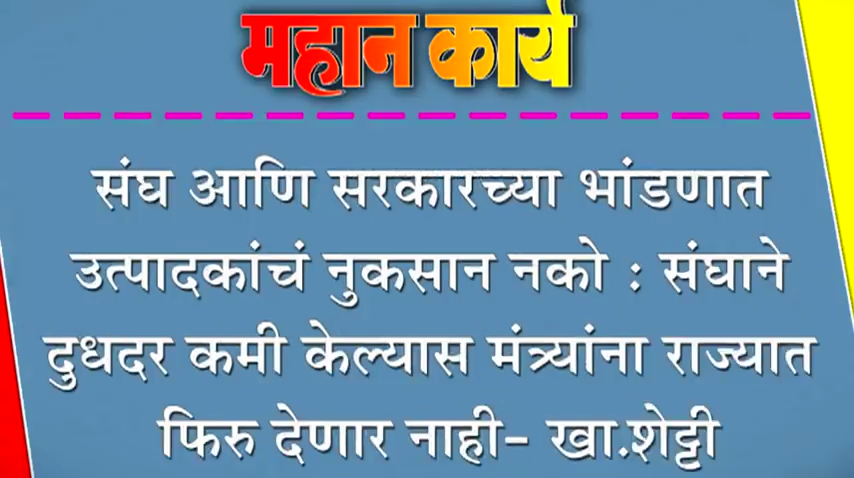 महान कार्य
संघ आणि सरकारच्या भांडणात
उत्पादकांचं नुकसान नको : संघाने
दुधदर कमी केल्यास मंत्र्यांना राज्यात
फिरु देणार नाही- खा.शेट्टी